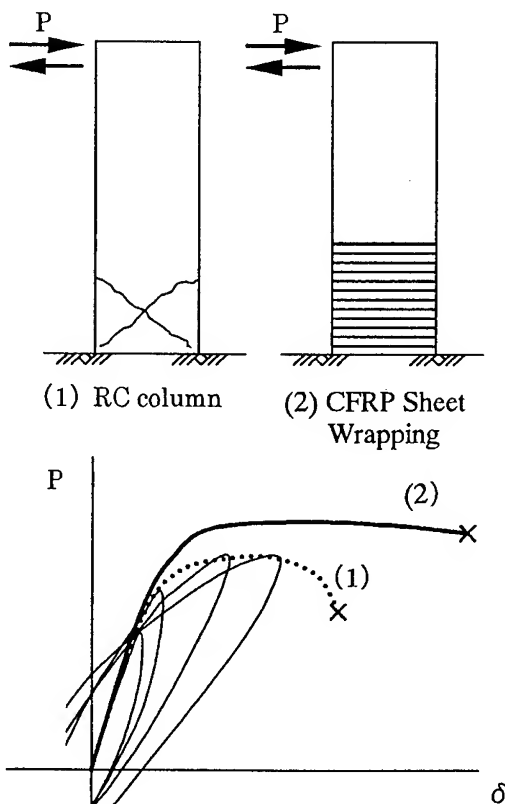 P
P
(1) RC column
(2) CFRP Sheet
Wrapping
P
(2)
(1)
δ